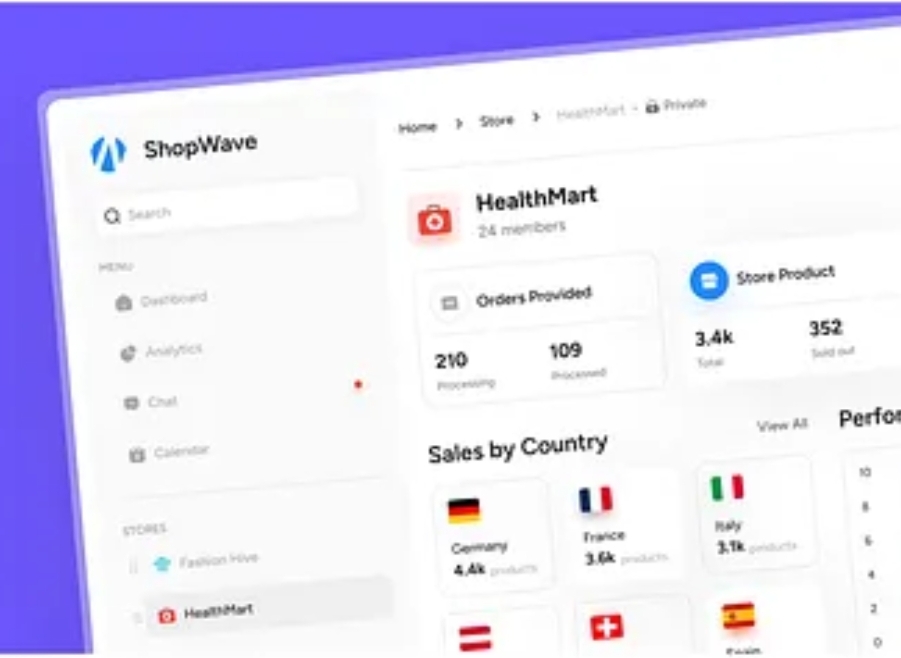 ShopWave
Search
MENU
Dashboard
Analytics
Chat
Calendar
STORES
Fashion Hive
HealthMart
Home > Store > HealthMart - Private
HealthMart
24 members
Orders Provided
210 109
Processing Processed
Store Product
3.4k 352
Total Sold out
Sales by Country
View All
Germany
4.4k products
France
3.6k products
Italy
3.1k products
Spain
Perfor
10
8
6
4
2
0